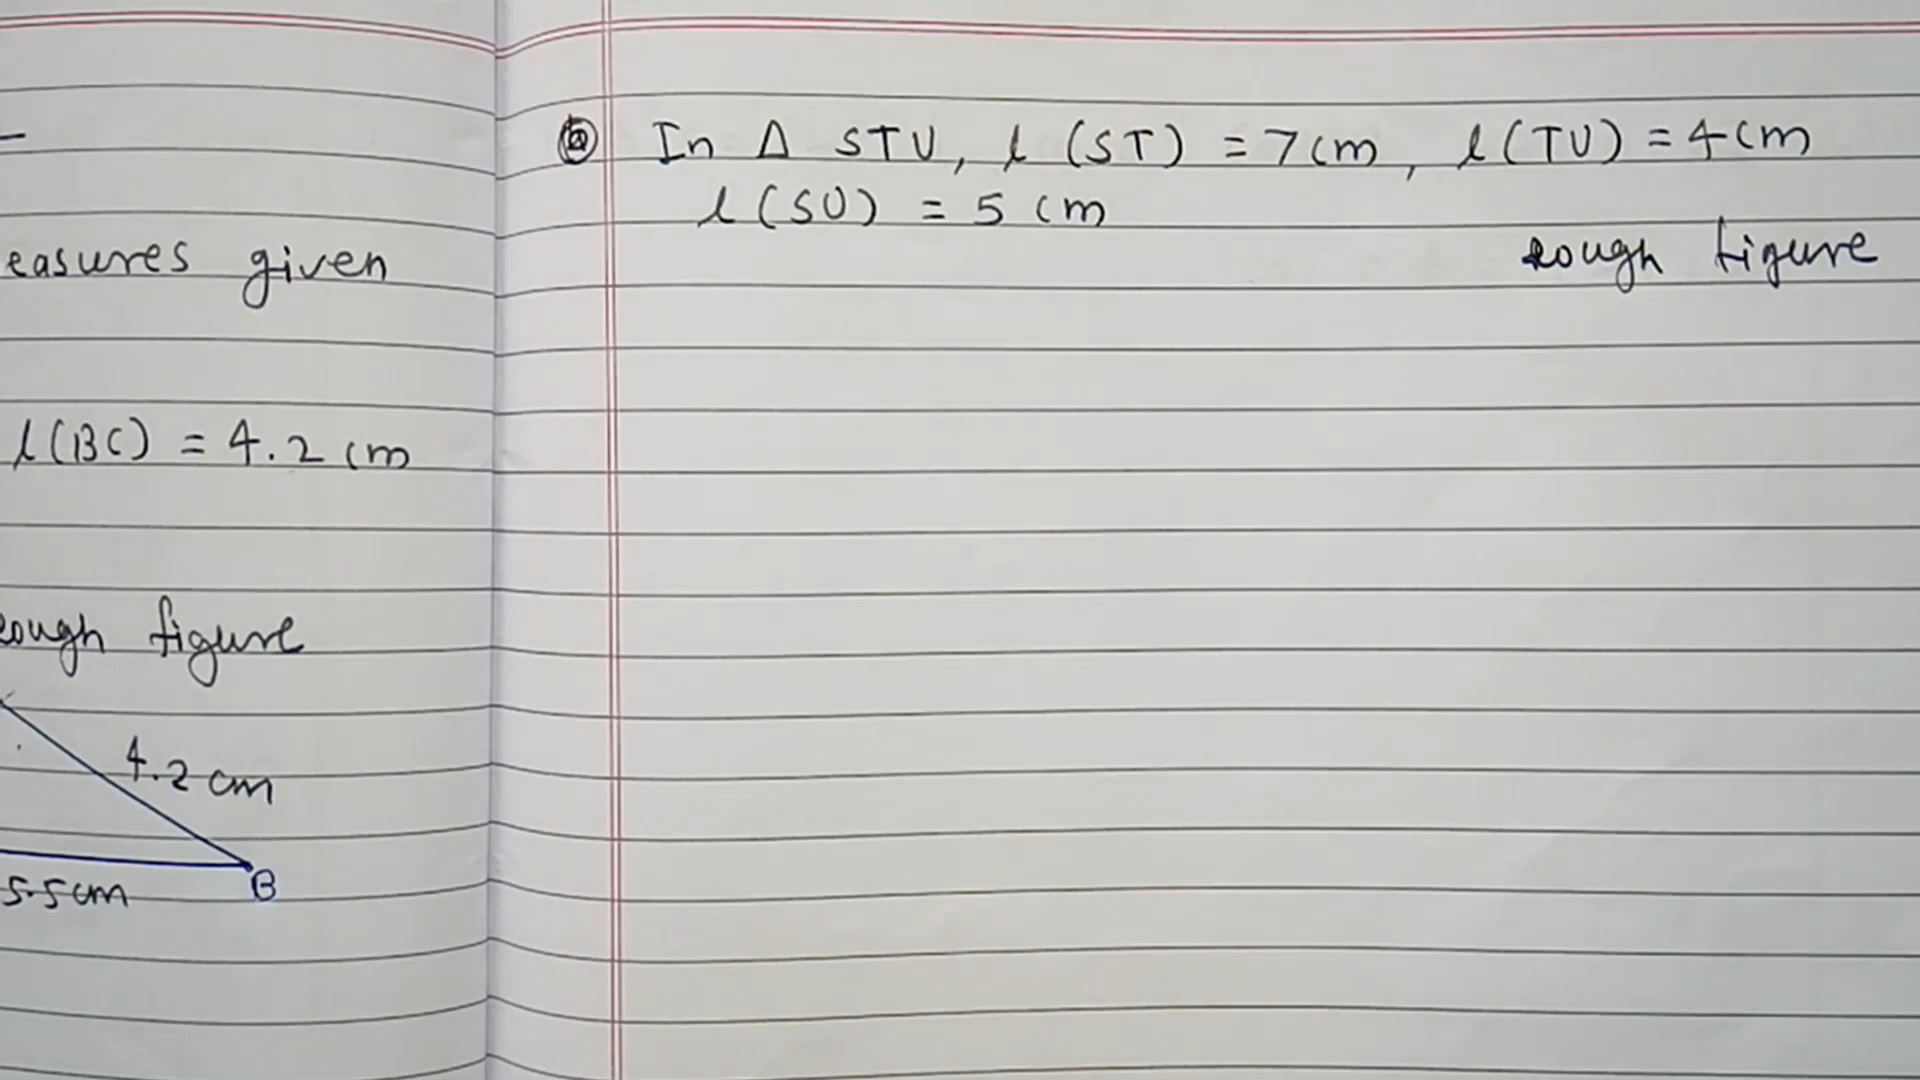 easures given
l(BC) = 4.2 cm
rough figure
4.2 cm
5.5 cm
B
In Δ STU, l (ST) = 7 cm, l(TU) = 4 cm
l (SU) = 5 cm
rough figure